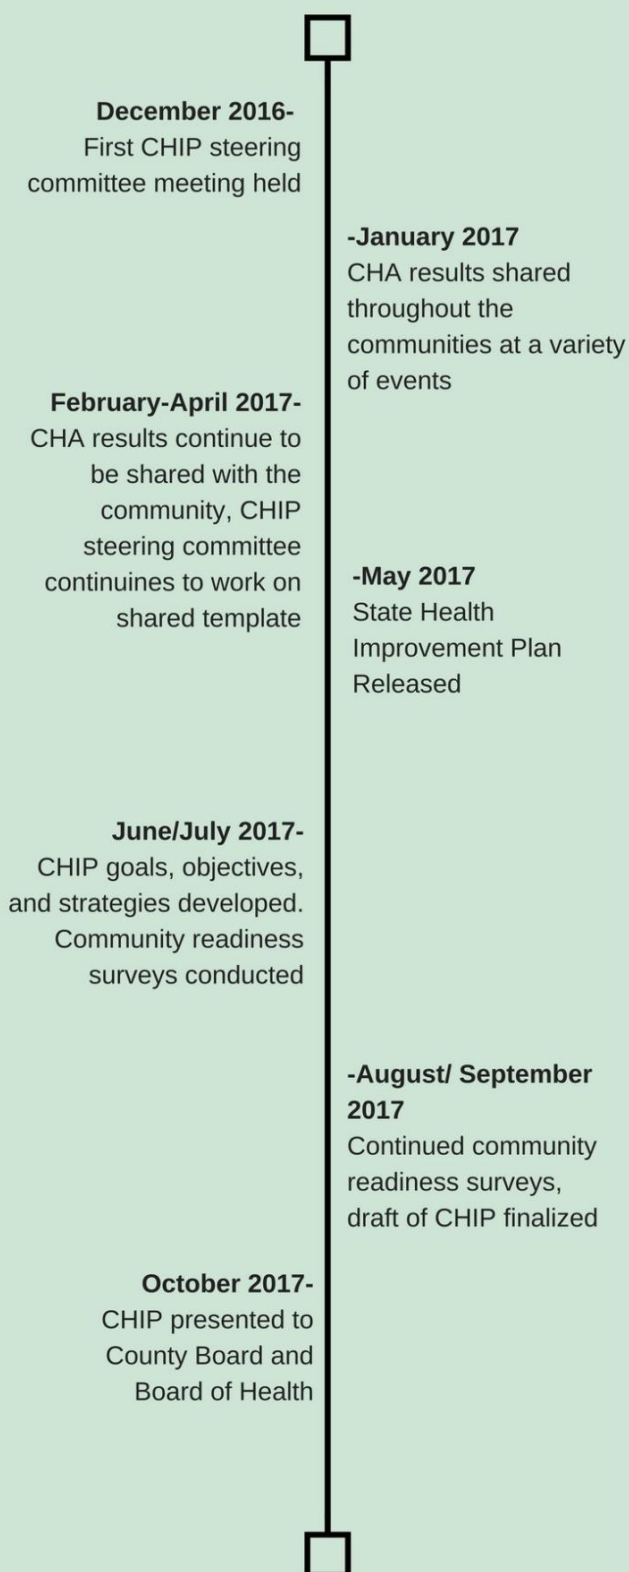 December 2016-
First CHIP steering
committee meeting held
-January 2017
CHA results shared
throughout the
communities at a variety
of events
February-April 2017-
CHA results continue to
be shared with the
community, CHIP
steering committee
continuines to work on
shared template
-May 2017
State Health
Improvement Plan
Released
June/July 2017-
CHIP goals, objectives,
and strategies developed.
Community readiness
surveys conducted
-August/ September
2017
Continued community
readiness surveys,
draft of CHIP finalized
October 2017-
CHIP presented to
County Board and
Board of Health